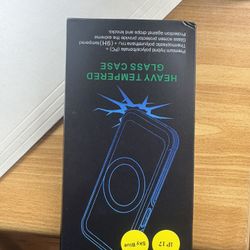 HEAVY TEMPERED
GLASS CASE
Premium hybrid polycarbonate (PC) +
Thermoplastic polyurethane TPU + (9H) tempered
Glass screen protector provide the extreme
Protection against drops and knocks.
Sky Blue
IP 17